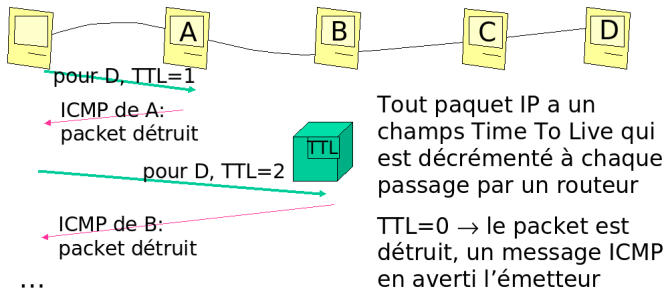 A
B
C
D
pour D, TTL=1
ICMP de A:
packet détruit
TTL
pour D, TTL=2
ICMP de B:
packet détruit
...
Tout paquet IP a un
champs Time To Live qui
est décrémenté à chaque
passage par un routeur
TTL=0 → le packet est
détruit, un message ICMP
en averti l’émetteur